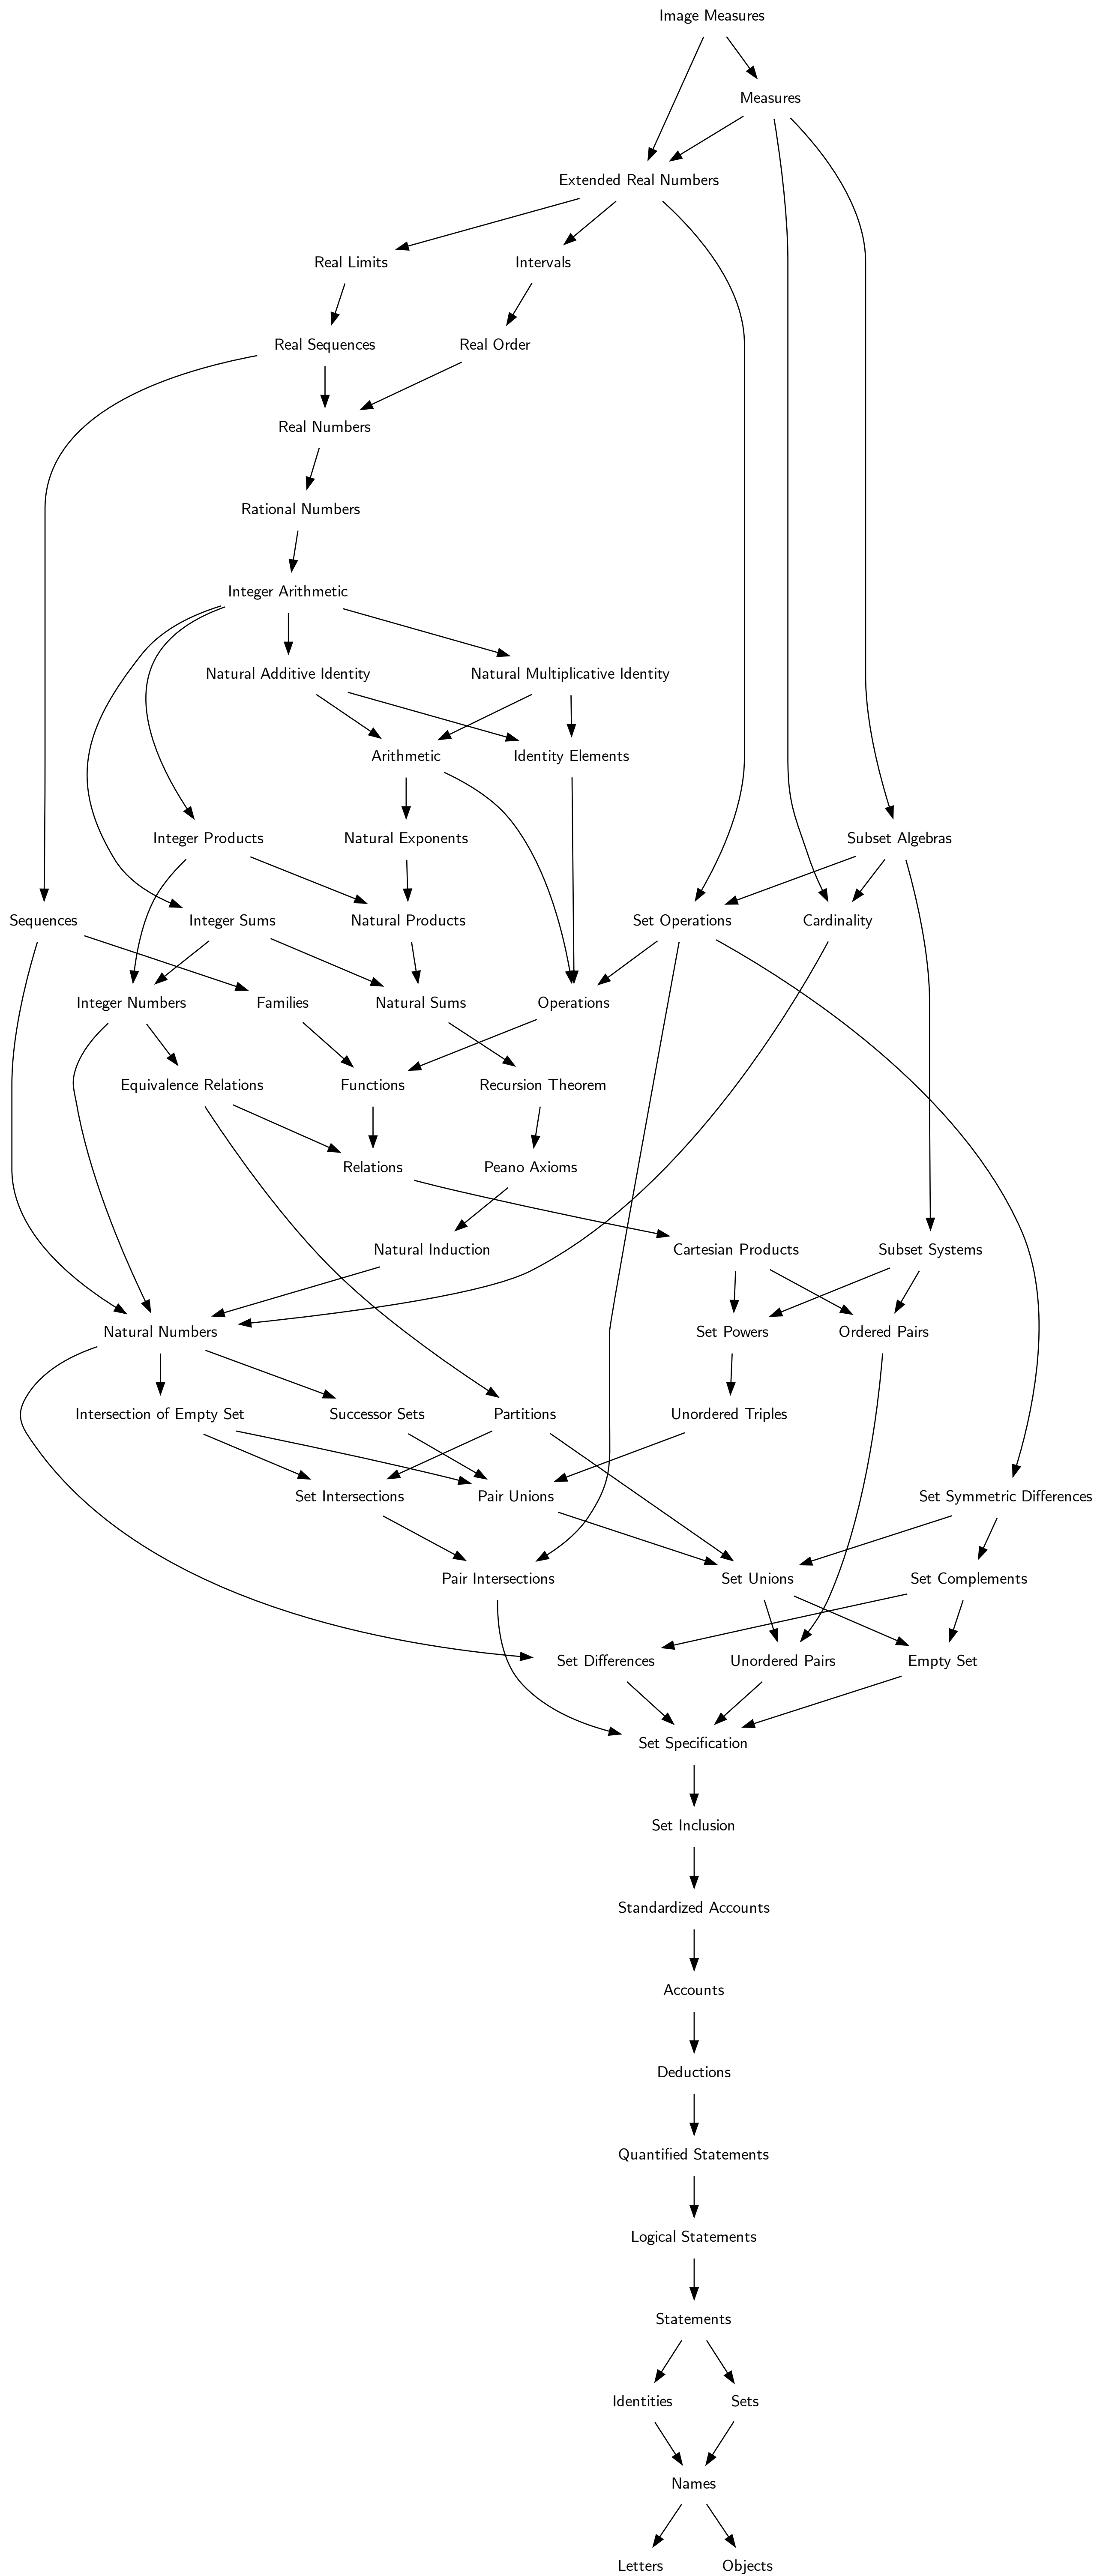 Image Measures
Measures
Extended Real Numbers
Real Limits
Intervals
Real Sequences
Real Order
Real Numbers
Rational Numbers
Integer Arithmetic
Natural Additive Identity
Natural Multiplicative Identity
Arithmetic
Identity Elements
Integer Products
Natural Exponents
Subset Algebras
Sequences
Integer Sums
Natural Products
Set Operations
Cardinality
Integer Numbers
Families
Natural Sums
Operations
Equivalence Relations
Functions
Recursion Theorem
Relations
Peano Axioms
Natural Induction
Cartesian Products
Subset Systems
Natural Numbers
Set Powers
Ordered Pairs
Intersection of Empty Set
Successor Sets
Partitions
Unordered Triples
Set Intersections
Pair Unions
Set Symmetric Differences
Pair Intersections
Set Unions
Set Complements
Set Differences
Unordered Pairs
Empty Set
Set Specification
Set Inclusion
Standardized Accounts
Accounts
Deductions
Quantified Statements
Logical Statements
Statements
Identities
Sets
Names
Letters
Objects